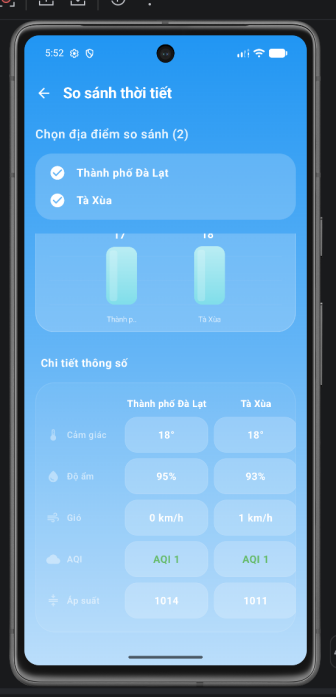 5:52
So sánh thời tiết
Chọn địa điểm so sánh (2)
Thành phố Đà Lạt
Tà Xùa
17 18
Thành p.. Tà Xùa
Chi tiết thông số
Thành phố Đà Lạt Tà Xùa
Cảm giác 18° 18°
Độ ẩm 95% 93%
Gió 0 km/h 1 km/h
AQI AQI 1 AQI 1
Áp suất 1014 1011